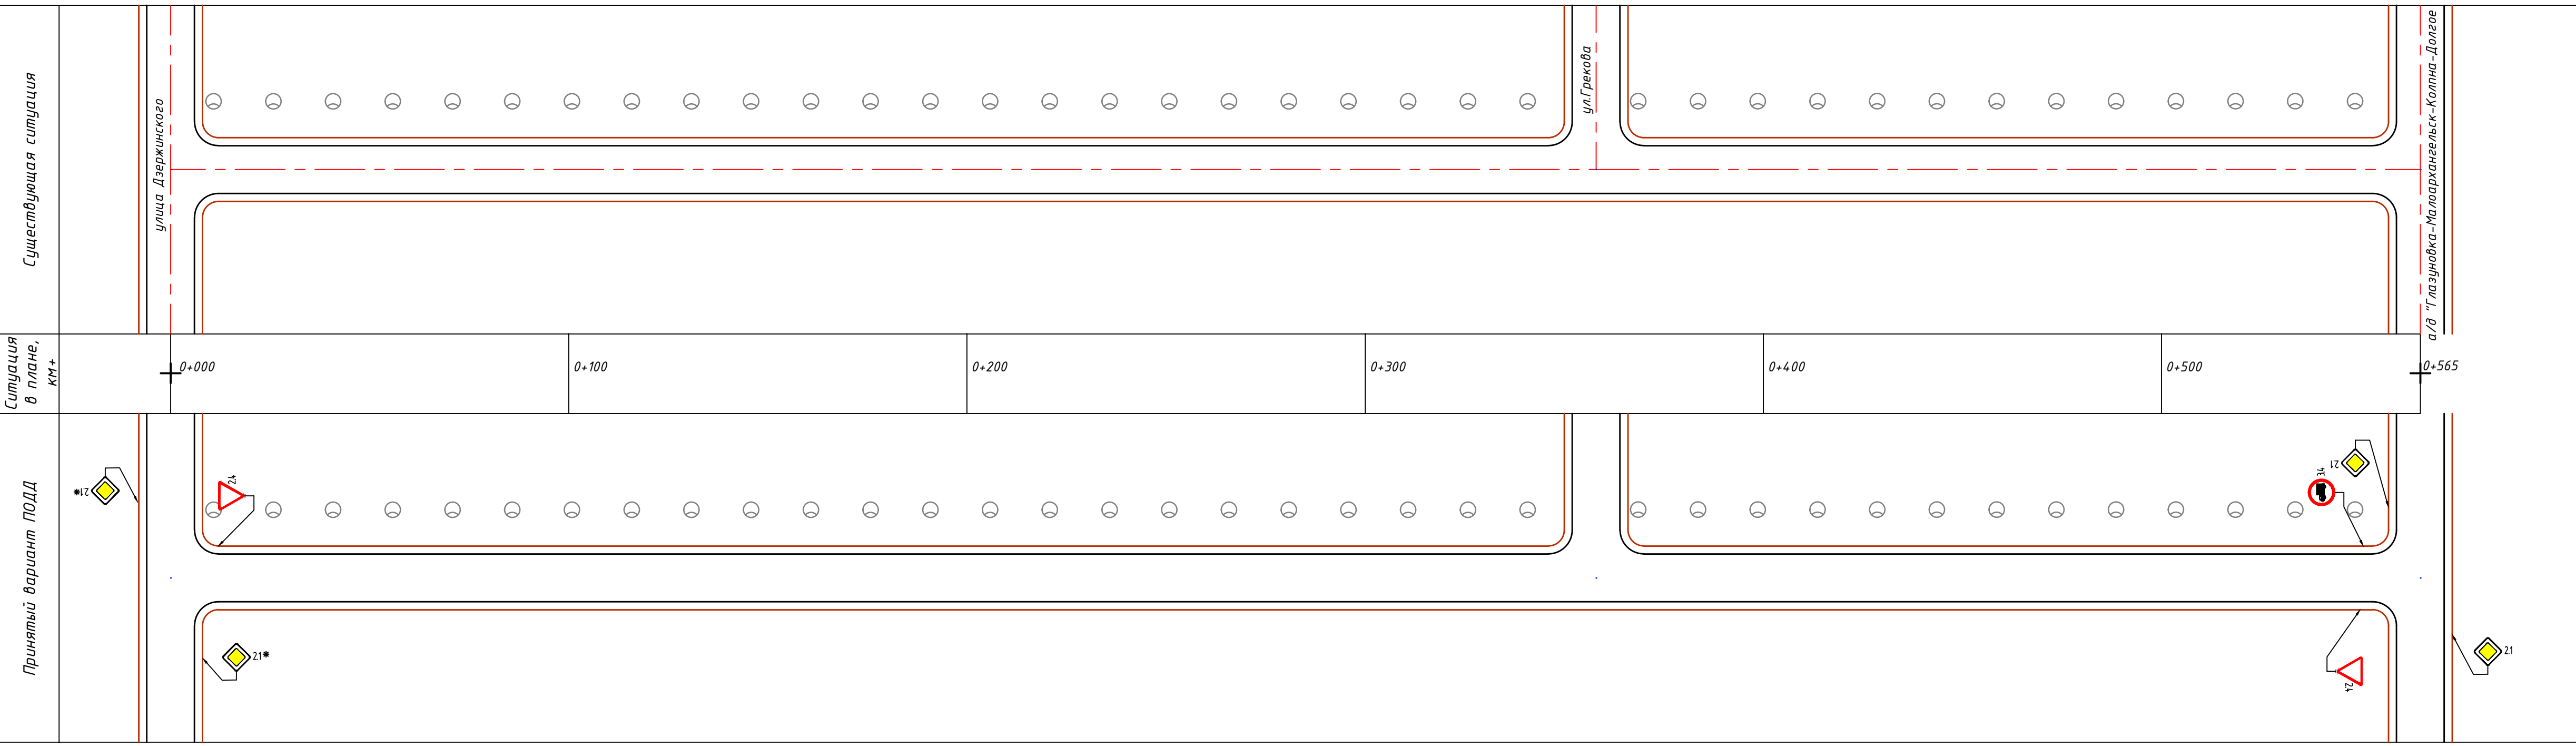 Существующая ситуация
улица Дзержинского
ул.Грекова
а/д "Глазуновка-Малоархангельск-Колпна-Долгое
Ситуация
в плане,
км+
0+000
0+100
0+200
0+300
0+400
0+500
0+565
Принятый вариант ПОДД
2.1*
2.4
2.1*
3.4
2.1
2.4
2.1